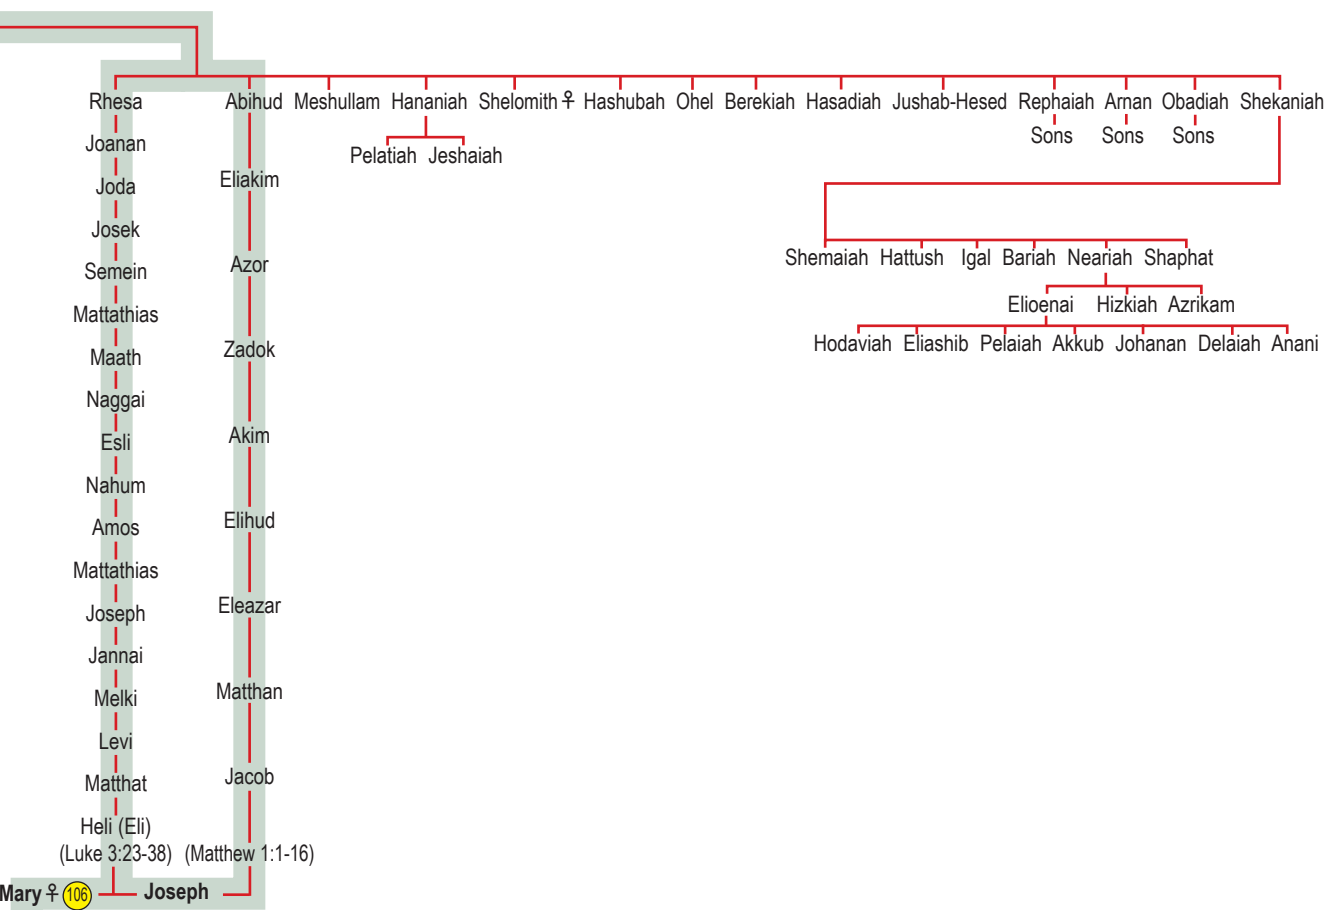 Rhesa Abihud Meshullam Hananiah Shelomith ♀ Hashubah Ohel Berekiah Hasadiah Jushab-Hesed Rephaiah Arnan Obadiah Shekaniah
Sons Sons Sons
Joanan
Pelatiah Jeshaiah
Eliakim
Joda
Josek
Shemaiah Hattush Igal Bariah Neariah Shaphat
Azor
Semein
Elioenai Hizkiah Azrikam
Mattathias
Hodaviah Eliashib Pelaiah Akkub Johanan Delaiah Anani
Zadok
Maath
Naggai
Akim
Esli
Nahum
Elihud
Amos
Mattathias
Eleazar
Joseph
Jannai
Matthan
Melki
Levi
Jacob
Matthat
Heli (Eli)
(Luke 3:23-38) (Matthew 1:1-16)
Mary ♀ 106 Joseph